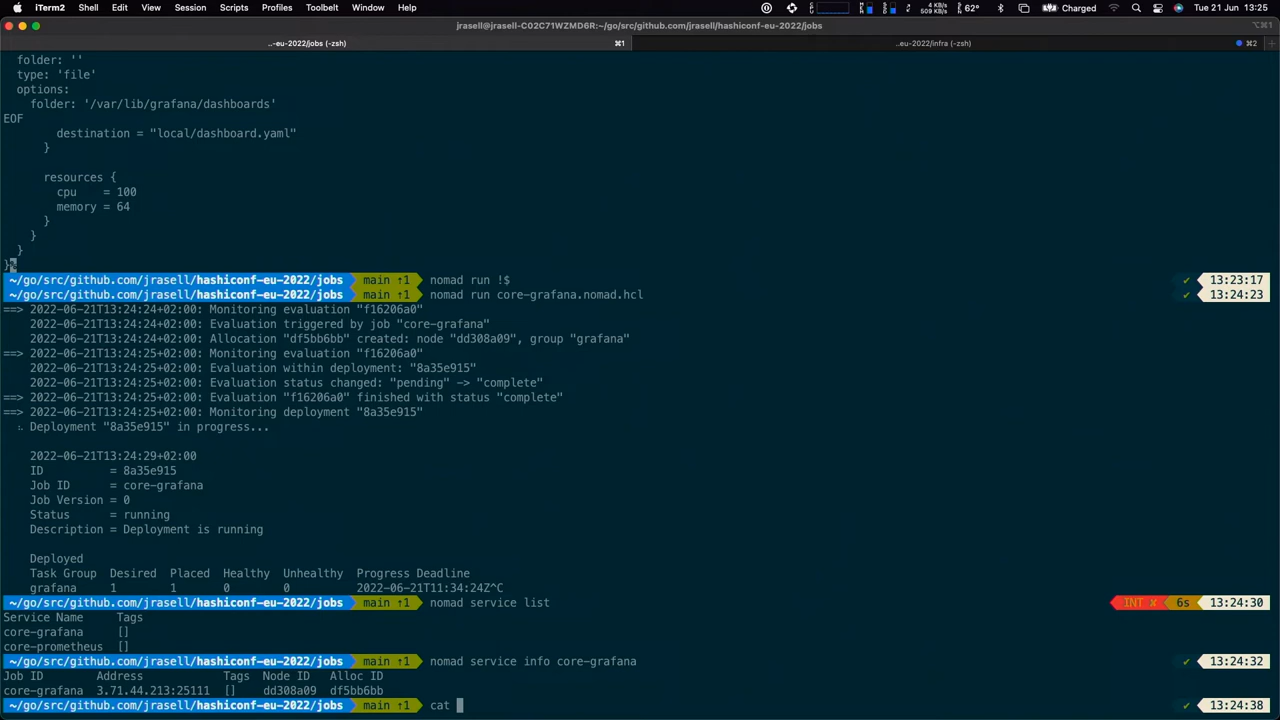 iTerm2 Shell Edit View Session Scripts Profiles Toolbelt Window Help 4 KB/s 509 KB/s 62° Charged Tue 21 Jun 13:25
jrasell@jrasell-C02C71WZMD6R:~/go/src/github.com/jrasell/hashiconf-eu-2022/jobs ⌥⌘1
..-eu-2022/jobs (-zsh) ⌘1 ..eu-2022/infra (-zsh) ⌘2
folder: ''
type: 'file'
options:
folder: '/var/lib/grafana/dashboards'
EOF
destination = "local/dashboard.yaml"
}
resources {
cpu = 100
memory = 64
}
}
}
}
~/go/src/github.com/jrasell/hashiconf-eu-2022/jobs main ↑1 nomad run !$ ✔ 13:23:17
~/go/src/github.com/jrasell/hashiconf-eu-2022/jobs main ↑1 nomad run core-grafana.nomad.hcl ✔ 13:24:23
==> 2022-06-21T13:24:24+02:00: Monitoring evaluation "f16206a0"
2022-06-21T13:24:24+02:00: Evaluation triggered by job "core-grafana"
2022-06-21T13:24:25+02:00: Allocation "df5bb6bb" created: node "dd308a09", group "grafana"
==> 2022-06-21T13:24:25+02:00: Monitoring evaluation "f16206a0"
2022-06-21T13:24:25+02:00: Evaluation within deployment: "8a35e915"
2022-06-21T13:24:25+02:00: Evaluation status changed: "pending" -> "complete"
==> 2022-06-21T13:24:25+02:00: Evaluation "f16206a0" finished with status "complete"
==> 2022-06-21T13:24:25+02:00: Monitoring deployment "8a35e915"
Deployment "8a35e915" in progress...
2022-06-21T13:24:29+02:00
ID = 8a35e915
Job ID = core-grafana
Job Version = 0
Status = running
Description = Deployment is running
Deployed
Task Group Desired Placed Healthy Unhealthy Progress Deadline
grafana 1 1 0 0 2022-06-21T11:34:24Z^C
~/go/src/github.com/jrasell/hashiconf-eu-2022/jobs main ↑1 nomad service list INT ✘ 6s 13:24:30
Service Name Tags
core-grafana []
core-prometheus []
~/go/src/github.com/jrasell/hashiconf-eu-2022/jobs main ↑1 nomad service info core-grafana ✔ 13:24:32
Job ID Address Tags Node ID Alloc ID
core-grafana 3.71.44.213:25111 [] dd308a09 df5bb6bb
~/go/src/github.com/jrasell/hashiconf-eu-2022/jobs main ↑1 cat ✔ 13:24:38